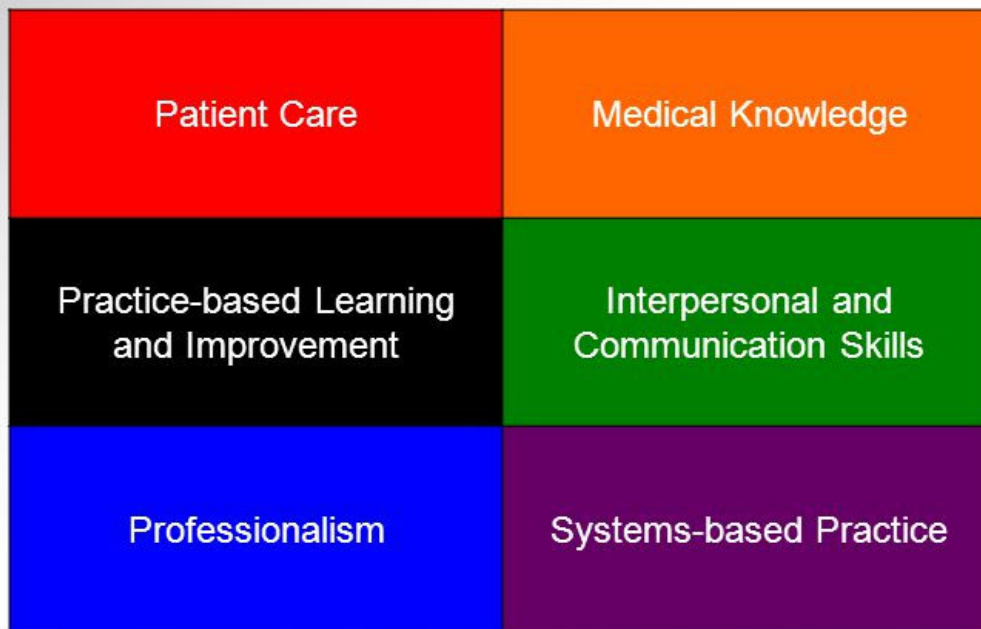 Patient Care
Medical Knowledge
Practice-based Learning
and Improvement
Interpersonal and
Communication Skills
Professionalism
Systems-based Practice